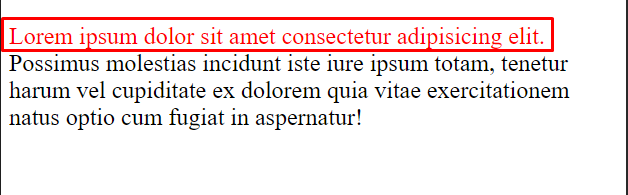 Lorem ipsum dolor sit amet consectetur adipisicing elit.
Possimus molestias incidunt iste iure ipsum totam, tenetur
harum vel cupiditate ex dolorem quia vitae exercitationem
natus optio cum fugiat in aspernatur!